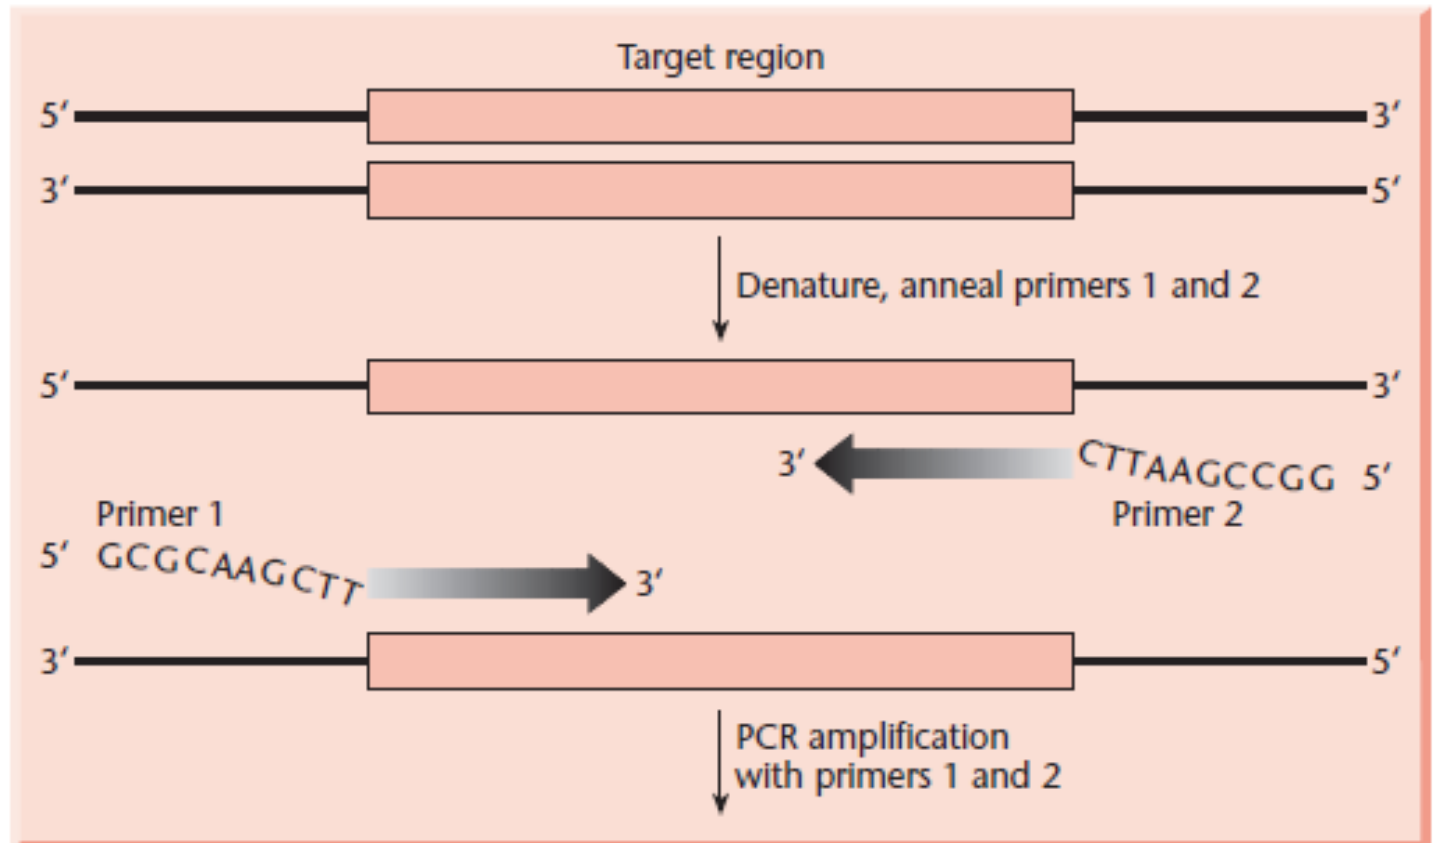 Target region
5′ 3′
3′ 5′
Denature, anneal primers 1 and 2
5′ 3′
3′ CTTAAGCCGG 5′
Primer 2
Primer 1
5′ GCGCAAGCTT 3′
3′ 5′
PCR amplification
with primers 1 and 2